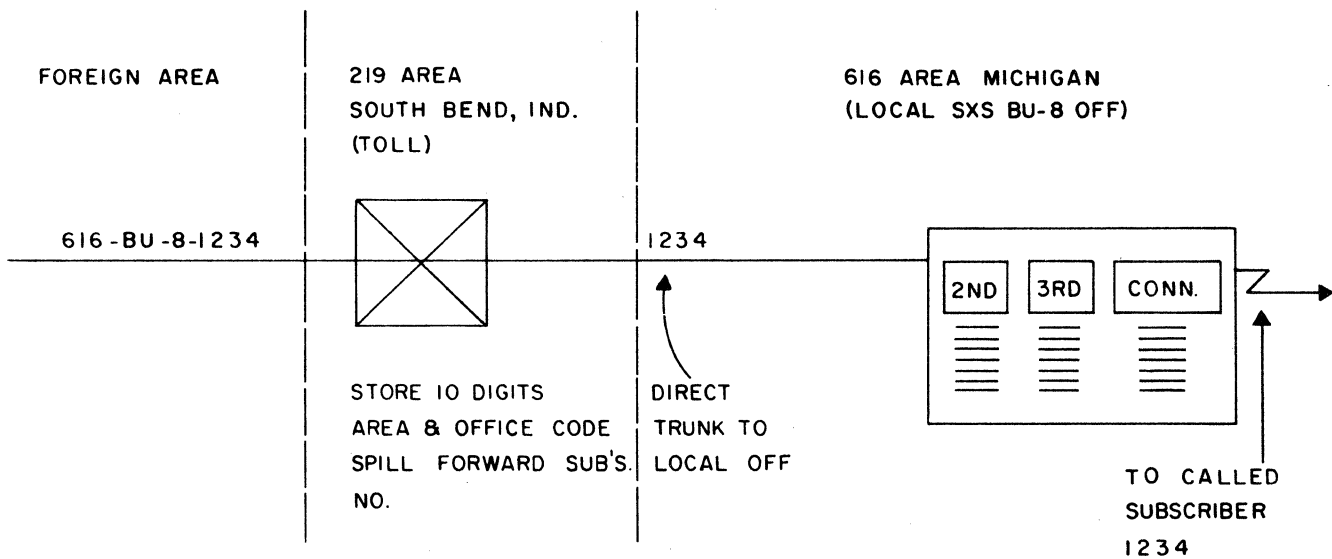 FOREIGN AREA
219 AREA
SOUTH BEND, IND.
(TOLL)
616 AREA MICHIGAN
(LOCAL SXS BU-8 OFF)
616-BU-8-1234
1234
2ND
3RD
CONN.
STORE 10 DIGITS
AREA & OFFICE CODE
SPILL FORWARD SUB'S.
NO.
DIRECT
TRUNK TO
LOCAL OFF
TO CALLED
SUBSCRIBER
1234